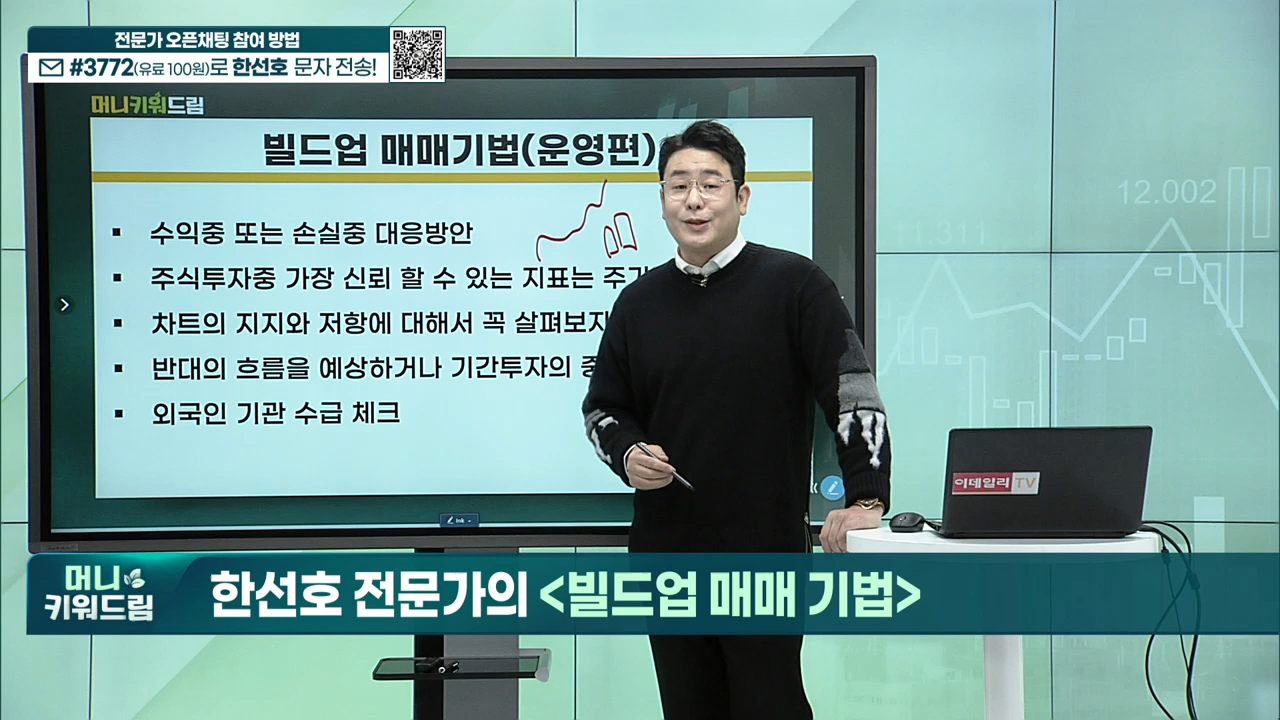 전문가 오픈채팅 참여 방법
#3772(유료 100원)로 한선호 문자 전송!
머니키워드림
빌드업 매매기법(운영편)
수익중 또는 손실중 대응방안
주식투자중 가장 신뢰 할 수 있는 지표는
차트의 지지와 저항에 대해서 꼭 살펴보자
반대의 흐름을 예상하거나 기간투자의
외국인 기관 수급 체크
Ink
12.002
11.311
이데일리TV
머니
키워드림
한선호 전문가의 <빌드업 매매 기법>